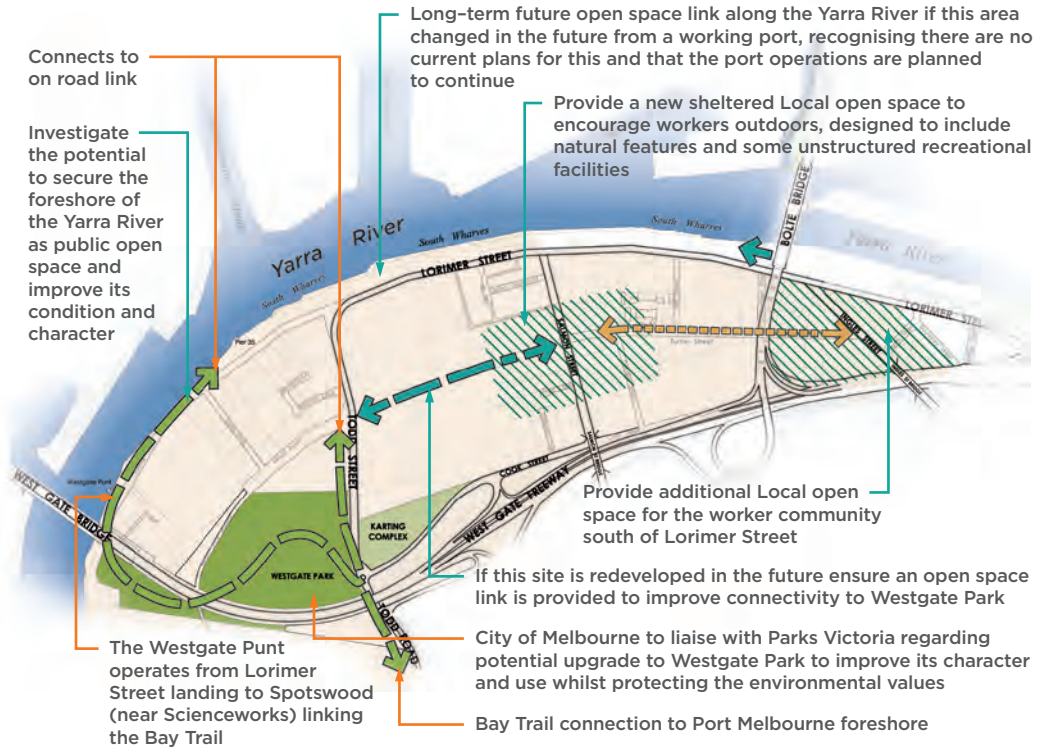 Long–term future open space link along the Yarra River if this area
changed in the future from a working port, recognising there are no
current plans for this and that the port operations are planned
to continue
Connects to
on road link
Provide a new sheltered Local open space to
encourage workers outdoors, designed to include
natural features and some unstructured recreational
facilities
Investigate
the potential
to secure the
foreshore of
the Yarra River
as public open
space and
improve its
condition and
character
BOLTE BRIDGE
Yarra River
South Wharves
South Wharves
Yarra River
South Wharves
LORIMER STREET
LORIMER
Pier 35
SALMON STREET
Turner Street
INGLES STREET
TODD STREET
COOK STREET
WEST GATE FREEWAY
Westgate Punt
WEST GATE BRIDGE
KARTING
COMPLEX
WESTGATE PARK
TODD ROAD
Provide additional Local open
space for the worker community
south of Lorimer Street
If this site is redeveloped in the future ensure an open space
link is provided to improve connectivity to Westgate Park
City of Melbourne to liaise with Parks Victoria regarding
potential upgrade to Westgate Park to improve its character
and use whilst protecting the environmental values
The Westgate Punt
operates from Lorimer
Street landing to Spotswood
(near Scienceworks) linking
the Bay Trail
Bay Trail connection to Port Melbourne foreshore